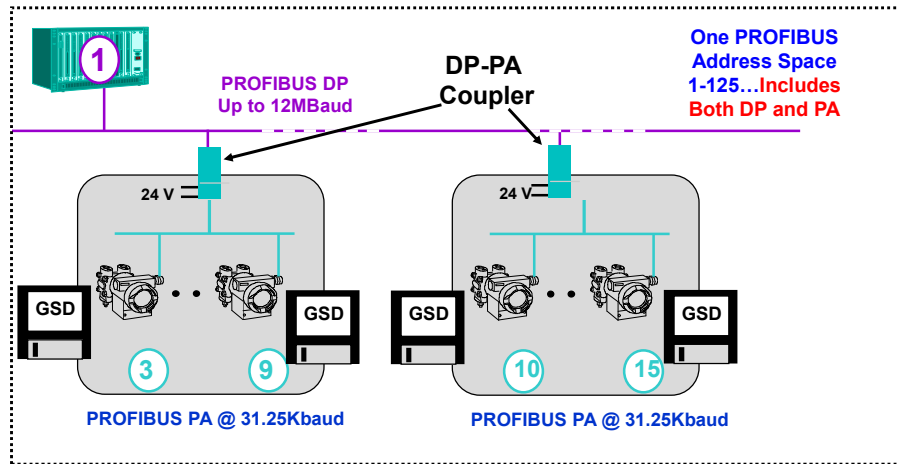 1
PROFIBUS DP
Up to 12MBaud
DP-PA
Coupler
One PROFIBUS
Address Space
1-125...Includes
Both DP and PA
24 V
24 V
GSD
GSD
GSD
GSD
3
9
10
15
PROFIBUS PA @ 31.25Kbaud
PROFIBUS PA @ 31.25Kbaud